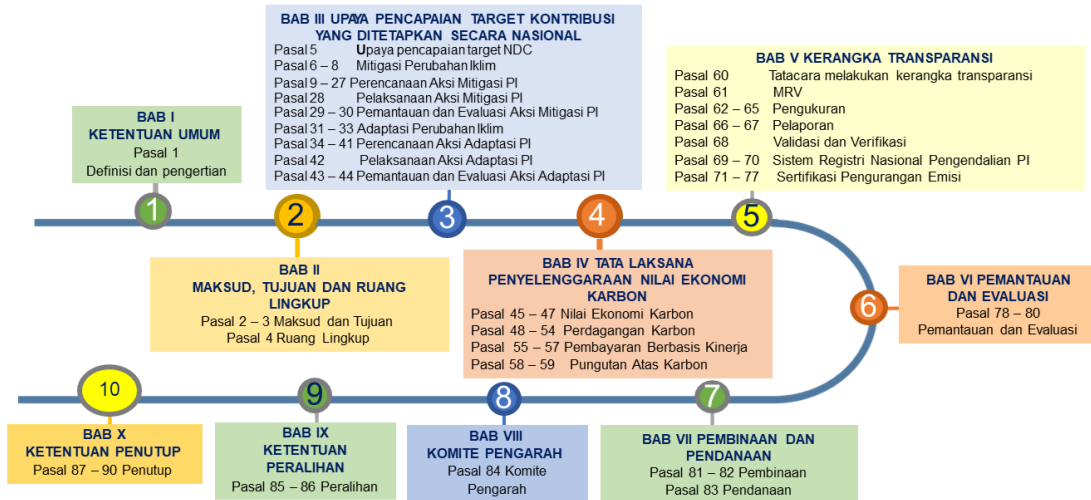 BAB I
KETENTUAN UMUM
Pasal 1
Definisi dan pengertian
1
BAB II
MAKSUD, TUJUAN DAN RUANG
LINGKUP
Pasal 2 – 3 Maksud dan Tujuan
Pasal 4 Ruang Lingkup
2
BAB III UPAYA PENCAPAIAN TARGET KONTRIBUSI
YANG DITETAPKAN SECARA NASIONAL
Pasal 5 Upaya pencapaian target NDC
Pasal 6 – 8 Mitigasi Perubahan Iklim
Pasal 9 – 27 Perencanaan Aksi Mitigasi PI
Pasal 28 Pelaksanaan Aksi Mitigasi PI
Pasal 29 – 30 Pemantauan dan Evaluasi Aksi Mitigasi PI
Pasal 31 – 33 Adaptasi Perubahan Iklim
Pasal 34 – 41 Perencanaan Aksi Adaptasi PI
Pasal 42 Pelaksanaan Aksi Adaptasi PI
Pasal 43 – 44 Pemantauan dan Evaluasi Aksi Adaptasi PI
3
BAB IV TATA LAKSANA
PENYELENGGARAAN NILAI EKONOMI
KARBON
Pasal 45 – 47 Nilai Ekonomi Karbon
Pasal 48 – 54 Perdagangan Karbon
Pasal 55 – 57 Pembayaran Berbasis Kinerja
Pasal 58 – 59 Pungutan Atas Karbon
4
BAB V KERANGKA TRANSPARANSI
Pasal 60 Tatacara melakukan kerangka transparansi
Pasal 61 MRV
Pasal 62 – 65 Pengukuran
Pasal 66 – 67 Pelaporan
Pasal 68 Validasi dan Verifikasi
Pasal 69 – 70 Sistem Registri Nasional Pengendalian PI
Pasal 71 – 77 Sertifikasi Pengurangan Emisi
5
BAB VI PEMANTAUAN
DAN EVALUASI
Pasal 78 – 80
Pemantauan dan Evaluasi
6
7
BAB VII PEMBINAAN DAN
PENDANAAN
Pasal 81 – 82 Pembinaan
Pasal 83 Pendanaan
8
BAB VIII
KOMITE PENGARAH
Pasal 84 Komite
Pengarah
9
BAB IX
KETENTUAN
PERALIHAN
Pasal 85 – 86 Peralihan
10
BAB X
KETENTUAN PENUTUP
Pasal 87 – 90 Penutup